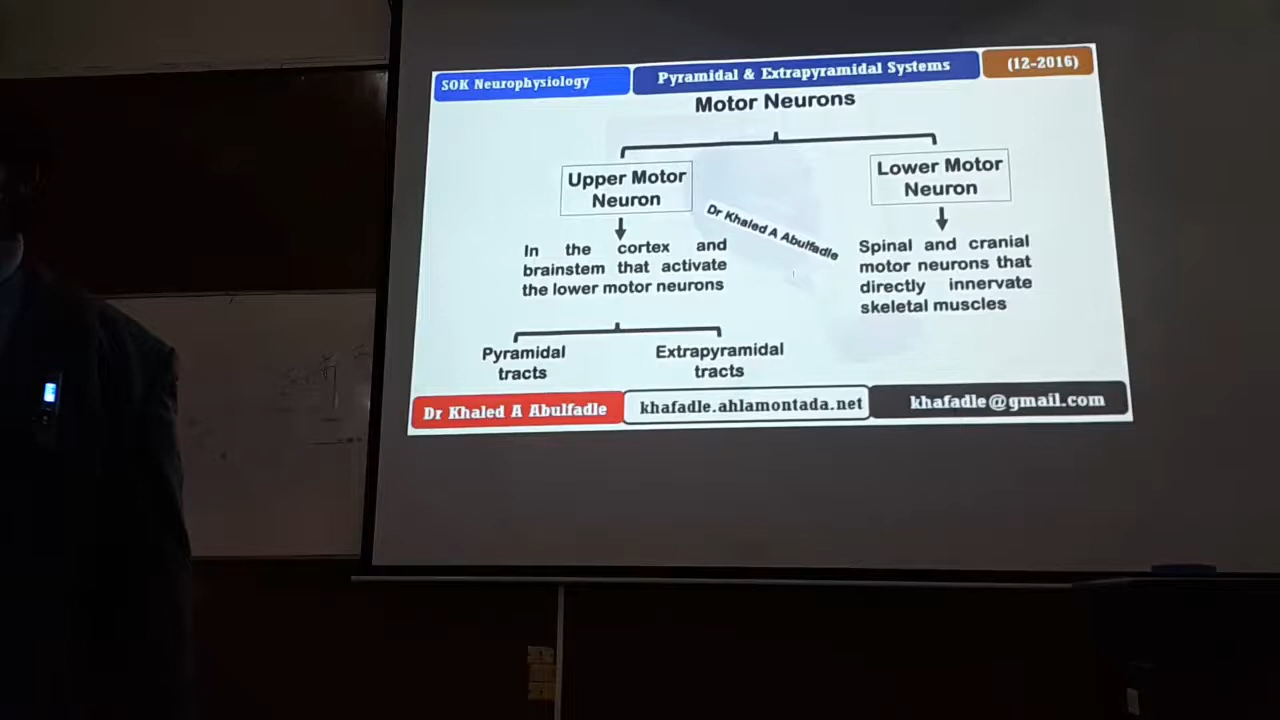 SOK Neurophysiology
Pyramidal & Extrapyramidal Systems
(12-2016)
Motor Neurons
Upper Motor
Neuron
Lower Motor
Neuron
Dr Khaled A Abulfadle
In the cortex and
brainstem that activate
the lower motor neurons
Spinal and cranial
motor neurons that
directly innervate
skeletal muscles
Pyramidal
tracts
Extrapyramidal
tracts
Dr Khaled A Abulfadle
khafadle.ahlamontada.net
khafadle@gmail.com